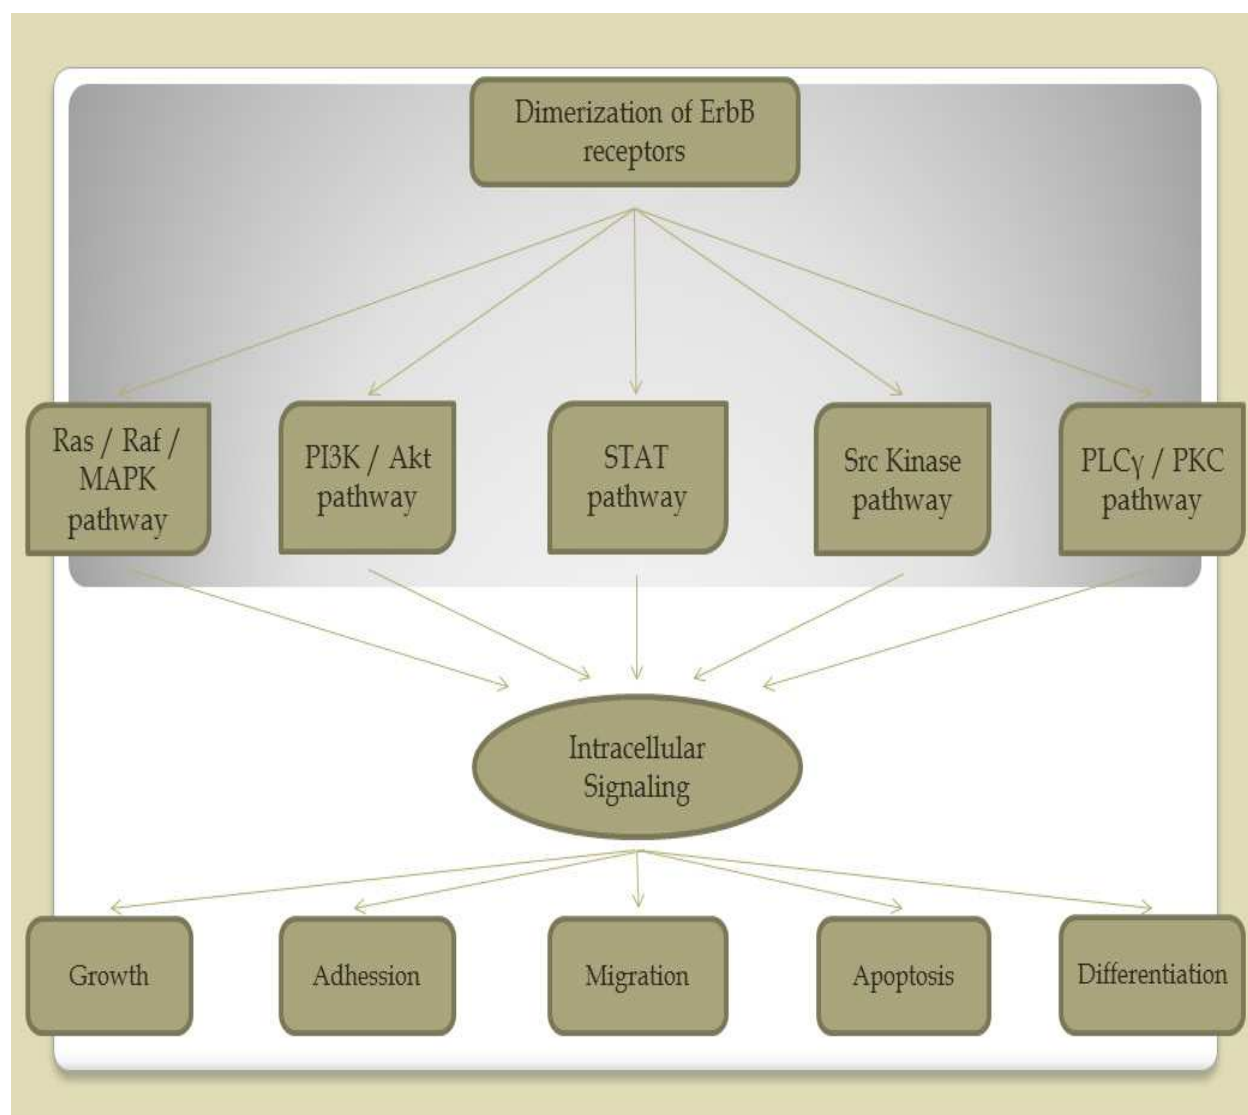 Dimerization of ErbB
receptors
Ras / Raf /
MAPK
pathway
PI3K / Akt
pathway
STAT
pathway
Src Kinase
pathway
PLCγ / PKC
pathway
Intracellular
Signaling
Growth
Adhession
Migration
Apoptosis
Differentiation